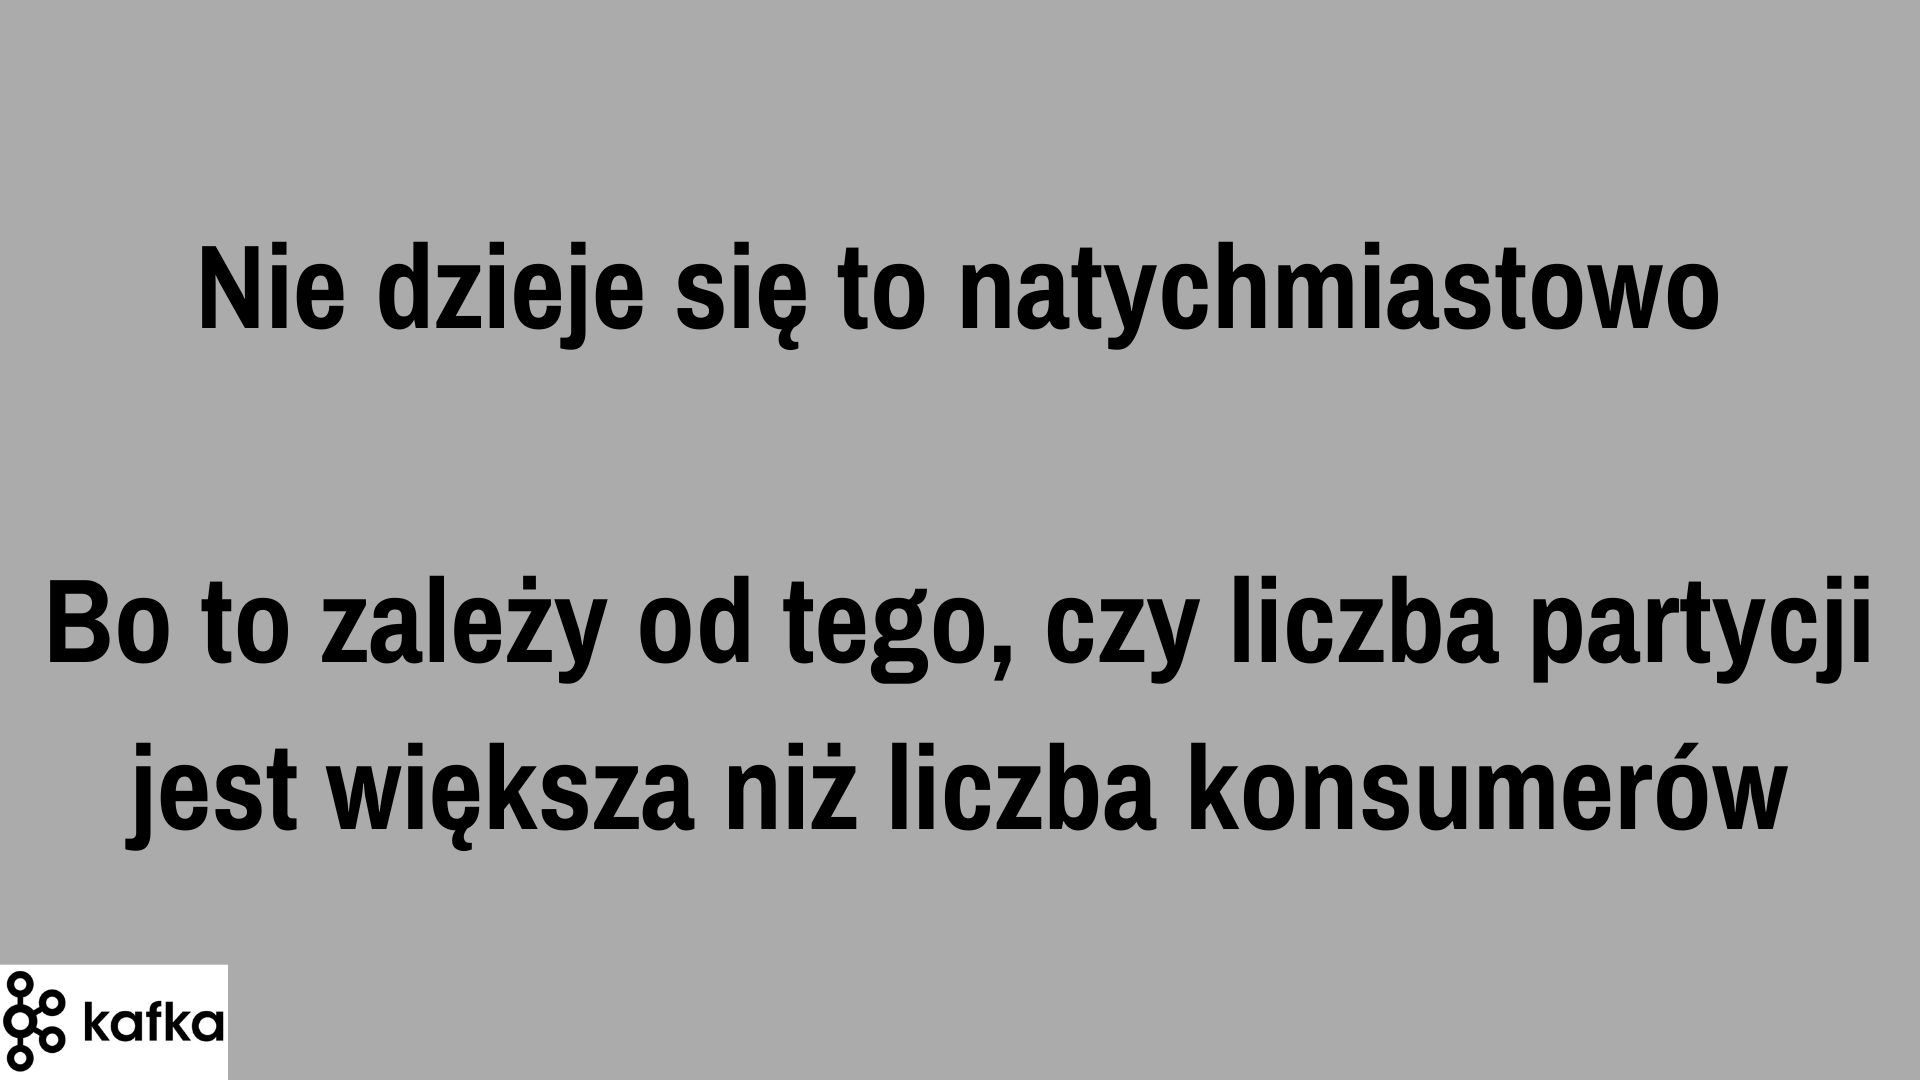 Nie dzieje się to natychmiastowo
Bo to zależy od tego, czy liczba partycji
jest większa niż liczba konsumerów
kafka